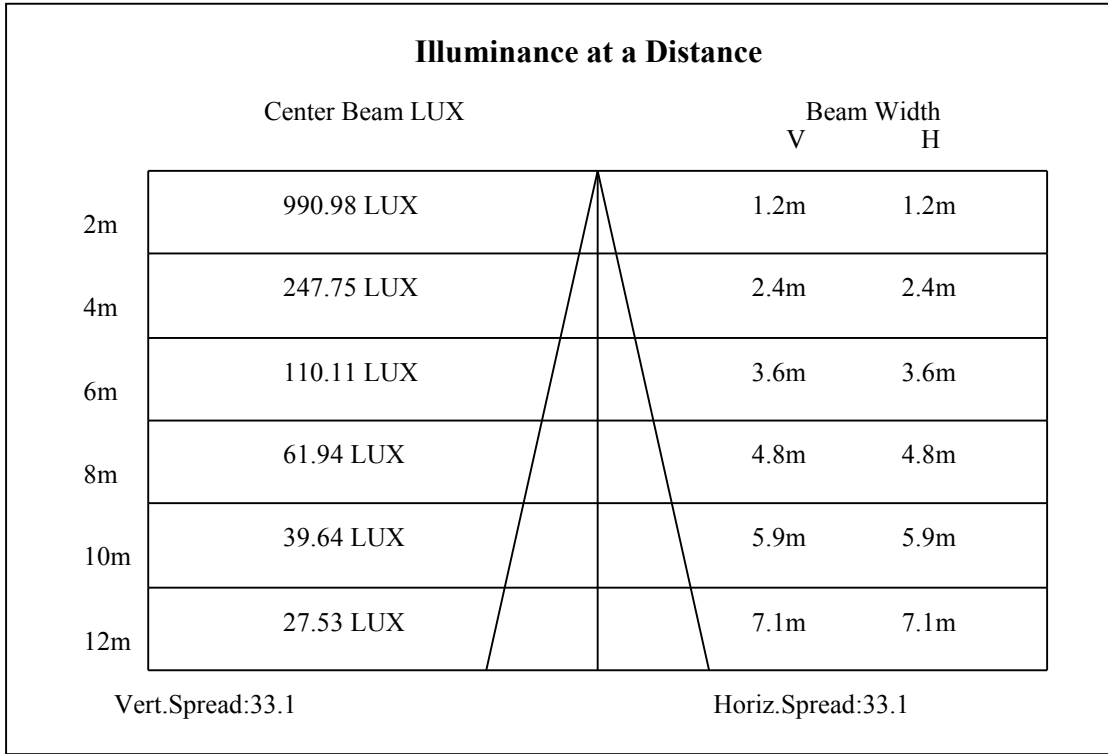 Illuminance at a Distance
Center Beam LUX Beam Width
V H
2m 990.98 LUX 1.2m 1.2m
4m 247.75 LUX 2.4m 2.4m
6m 110.11 LUX 3.6m 3.6m
8m 61.94 LUX 4.8m 4.8m
10m 39.64 LUX 5.9m 5.9m
12m 27.53 LUX 7.1m 7.1m
Vert.Spread:33.1 Horiz.Spread:33.1